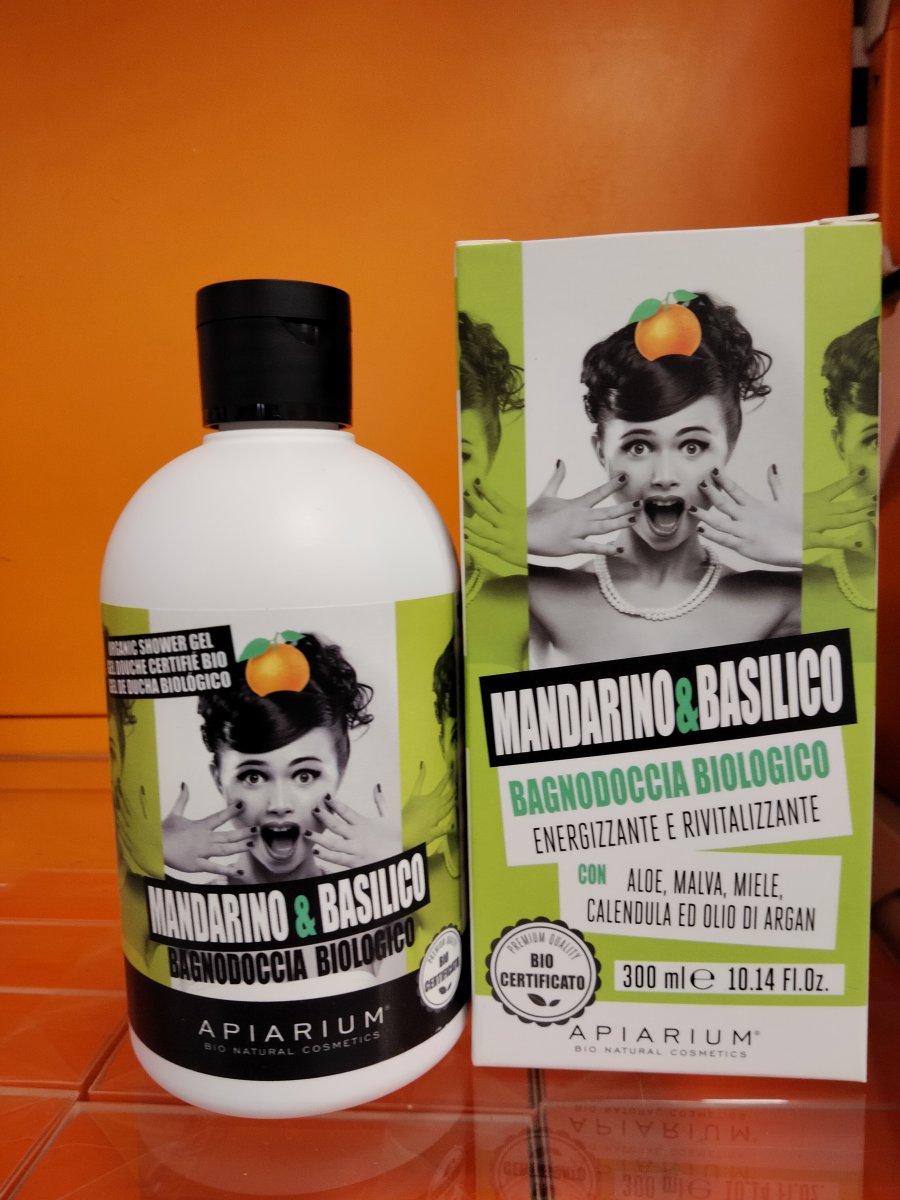 ORGANIC SHOWER GEL
GEL DOUCHE CERTIFIÉ BIO
GEL DE DUCHA BIOLÓGICO
MANDARINO & BASILICO
BAGNODOCCIA BIOLOGICO
PREMIUM QUALITY
BIO
CERTIFICATO
APIARIUM®
BIO NATURAL COSMETICS
MANDARINO&BASILICO
BAGNODOCCIA BIOLOGICO
ENERGIZZANTE E RIVITALIZZANTE
CON ALOE, MALVA, MIELE,
CALENDULA ED OLIO DI ARGAN
PREMIUM QUALITY
BIO
CERTIFICATO
300 ml ℮ 10.14 Fl.Oz.
APIARIUM®
BIO NATURAL COSMETICS